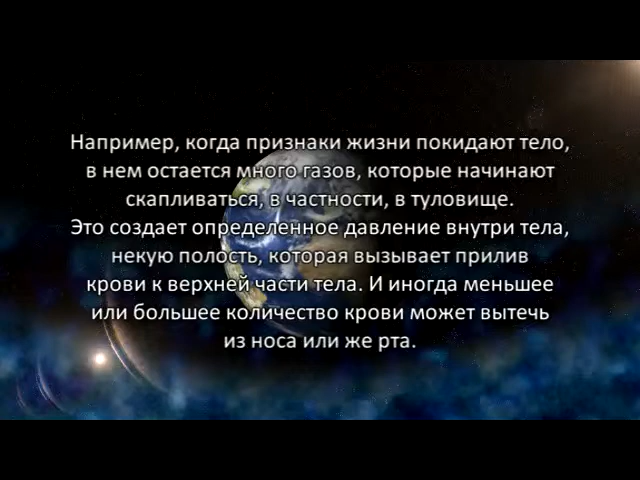 Например, когда признаки жизни покидают тело,
в нем остается много газов, которые начинают
скапливаться, в частности, в туловище.
Это создает определенное давление внутри тела,
некую полость, которая вызывает прилив
крови к верхней части тела. И иногда меньшее
или большее количество крови может вытечь
из носа или же рта.